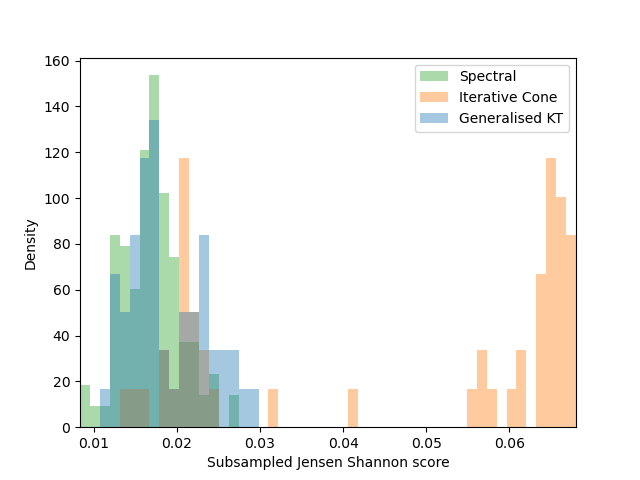 160
140
120
100
80
60
40
20
0
Density
0.01 0.02 0.03 0.04 0.05 0.06
Subsampled Jensen Shannon score
Spectral
Iterative Cone
Generalised KT